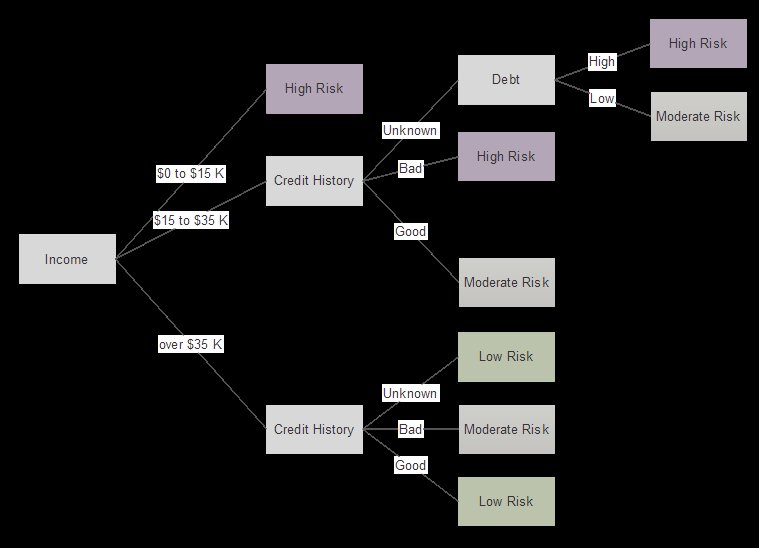 High Risk
High
Debt
High Risk
Low
Moderate Risk
Unknown
$0 to $15 K
High Risk
Bad
Credit History
$15 to $35 K
Good
Income
Moderate Risk
over $35 K
Low Risk
Unknown
Credit History
Bad
Moderate Risk
Good
Low Risk